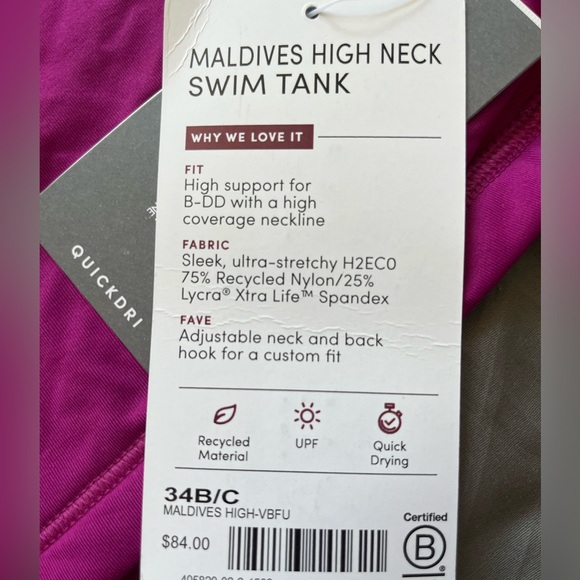 MALDIVES HIGH NECK
SWIM TANK
WHY WE LOVE IT
FIT
High support for
B-DD with a high
coverage neckline
FABRIC
Sleek, ultra-stretchy H2ECO
75% Recycled Nylon/25%
Lycra® Xtra Life™ Spandex
FAVE
Adjustable neck and back
hook for a custom fit
Recycled
Material
UPF
Quick
Drying
34B/C
MALDIVES HIGH-VBFU
$84.00
Certified
B
®
QUICKDRI